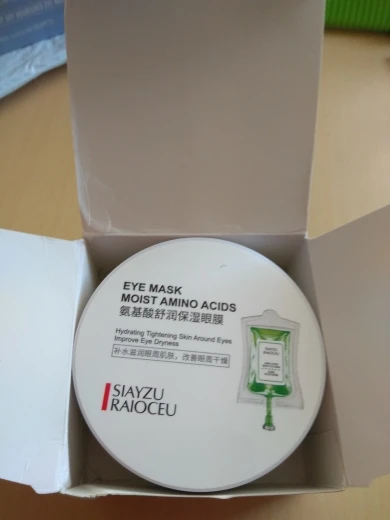 EYE MASK
MOIST AMINO ACIDS
氨基酸舒润保湿眼膜
Hydrating Tightening Skin Around Eyes
Improve Eye Dryness
补水滋润眼周肌肤，改善眼周干燥
SIAYZU
RAIOCEU
SIAYZU
RAIOCEU